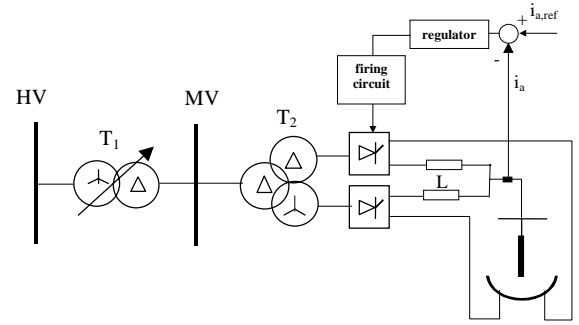 i_a,ref
+
regulator
-
firing
circuit
i_a
HV
MV
T_1
T_2
L